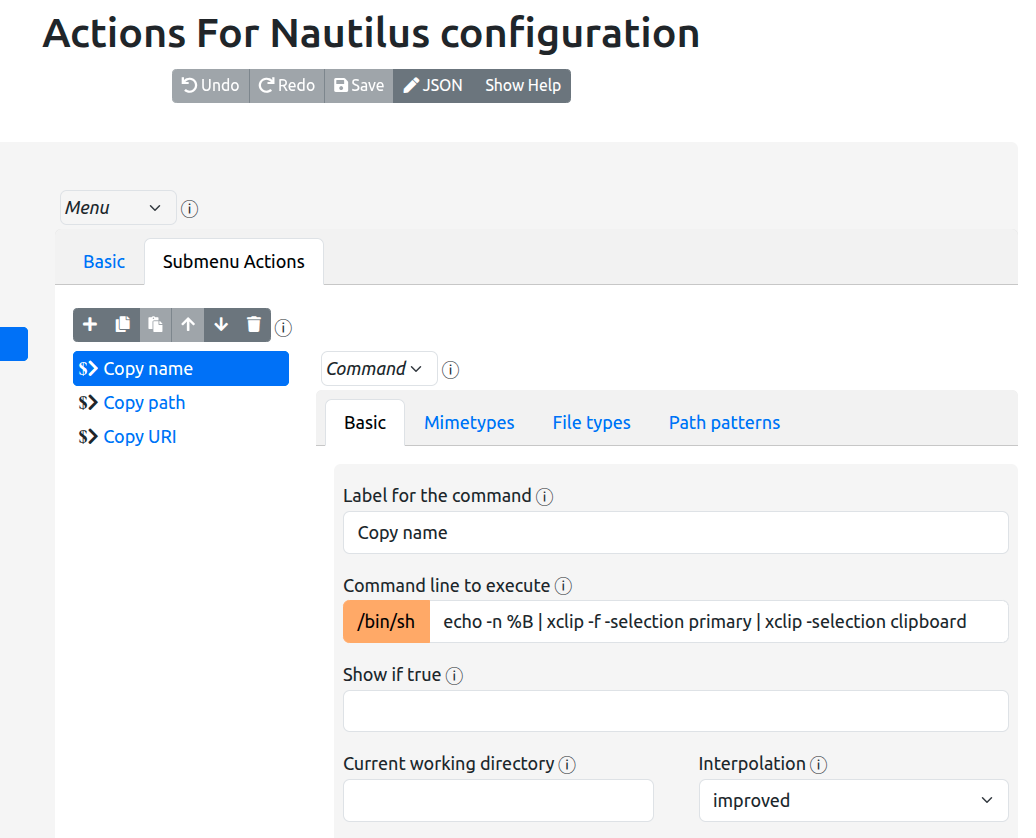 Actions For Nautilus configuration
Undo Redo Save JSON Show Help
Menu
Basic Submenu Actions
$ Copy name
$ Copy path
$ Copy URI
Command
Basic Mimetypes File types Path patterns
Label for the command
Copy name
Command line to execute
/bin/sh echo -n %B | xclip -f -selection primary | xclip -selection clipboard
Show if true
Current working directory Interpolation
improved